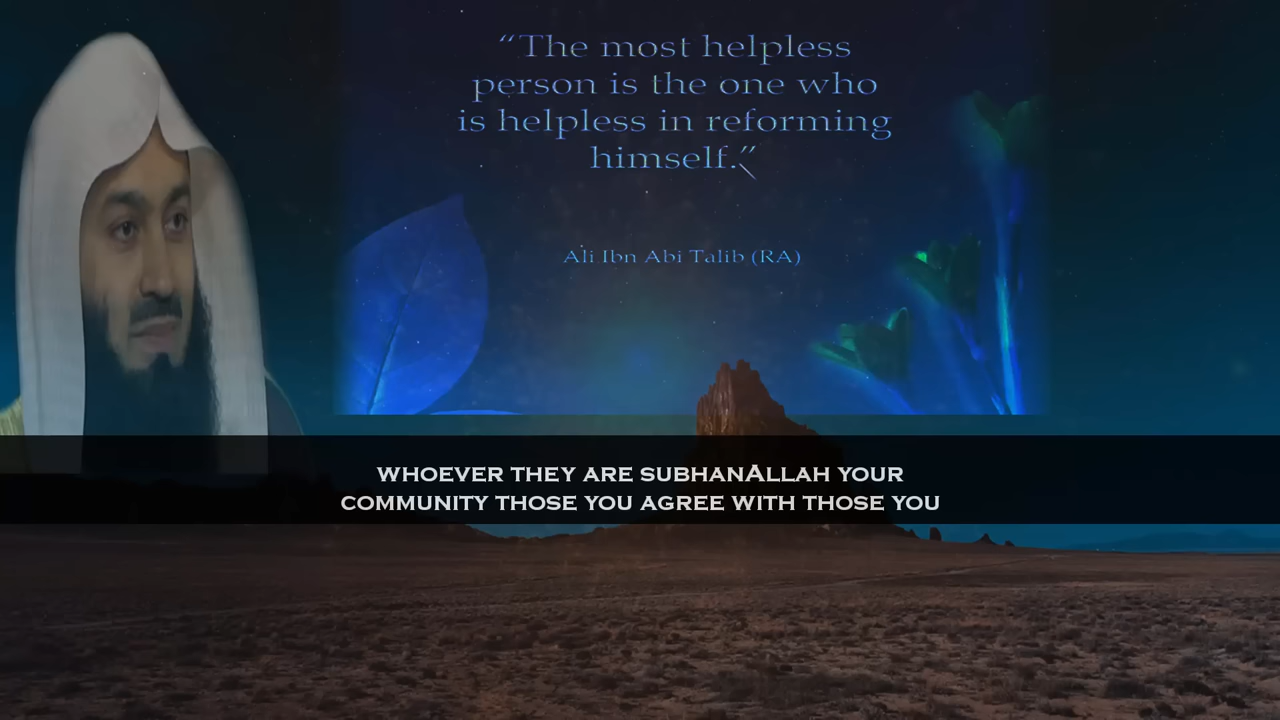 “The most helpless
person is the one who
is helpless in reforming
himself.”
Ali Ibn Abi Talib (RA)
WHOEVER THEY ARE SUBHANALLAH YOUR
COMMUNITY THOSE YOU AGREE WITH THOSE YOU